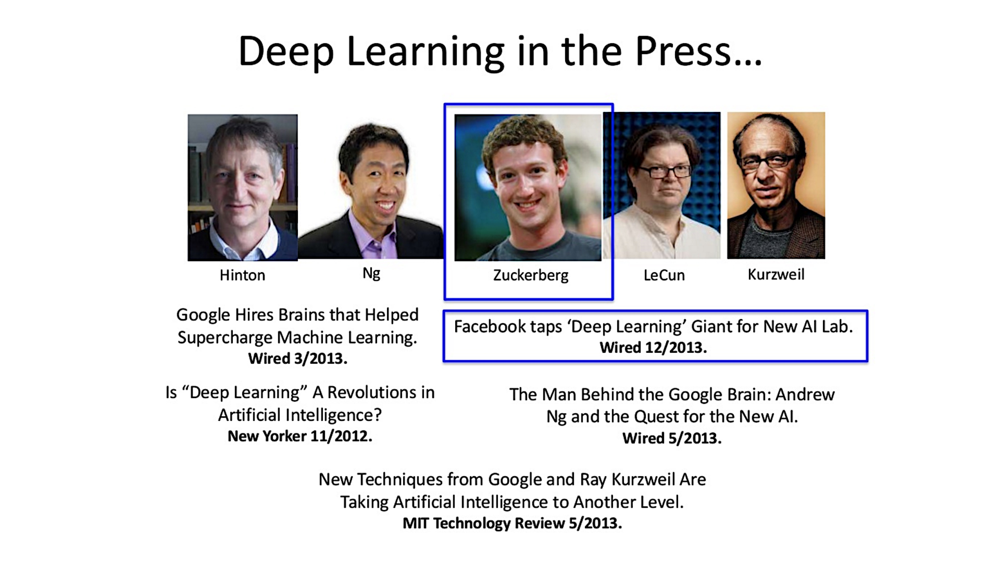 Deep Learning in the Press…
Hinton
Ng
Zuckerberg
LeCun
Kurzweil
Google Hires Brains that Helped
Supercharge Machine Learning.
Wired 3/2013.
Facebook taps ‘Deep Learning’ Giant for New AI Lab.
Wired 12/2013.
Is “Deep Learning” A Revolutions in
Artificial Intelligence?
New Yorker 11/2012.
The Man Behind the Google Brain: Andrew
Ng and the Quest for the New AI.
Wired 5/2013.
New Techniques from Google and Ray Kurzweil Are
Taking Artificial Intelligence to Another Level.
MIT Technology Review 5/2013.